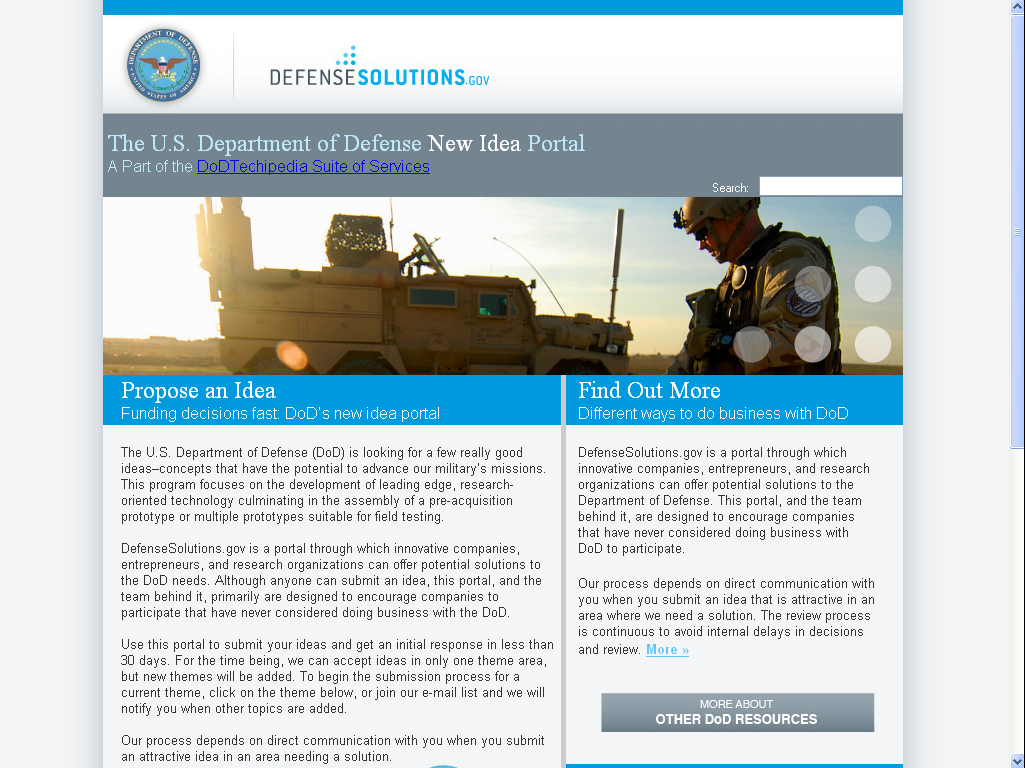 DEPARTMENT OF DEFENSE
UNITED STATES OF AMERICA
DEFENSESOLUTIONS.GOV
The U.S. Department of Defense New Idea Portal
A Part of the DoDTechipedia Suite of Services
Search:
Propose an Idea
Funding decisions fast: DoD's new idea portal
The U.S. Department of Defense (DoD) is looking for a few really good
ideas–concepts that have the potential to advance our military's missions.
This program focuses on the development of leading edge, research-
oriented technology culminating in the assembly of a pre-acquisition
prototype or multiple prototypes suitable for field testing.
DefenseSolutions.gov is a portal through which innovative companies,
entrepreneurs, and research organizations can offer potential solutions to
the DoD needs. Although anyone can submit an idea, this portal, and the
team behind it, primarily are designed to encourage companies to
participate that have never considered doing business with the DoD.
Use this portal to submit your ideas and get an initial response in less than
30 days. For the time being, we can accept ideas in only one theme area,
but new themes will be added. To begin the submission process for a
current theme, click on the theme below, or join our e-mail list and we will
notify you when other topics are added.
Our process depends on direct communication with you when you submit
an attractive idea in an area needing a solution.
Find Out More
Different ways to do business with DoD
DefenseSolutions.gov is a portal through which
innovative companies, entrepreneurs, and research
organizations can offer potential solutions to the
Department of Defense. This portal, and the team
behind it, are designed to encourage companies
that have never considered doing business with
DoD to participate.
Our process depends on direct communication with
you when you submit an idea that is attractive in an
area where we need a solution. The review process
is continuous to avoid internal delays in decisions
and review. More »
MORE ABOUT
OTHER DoD RESOURCES